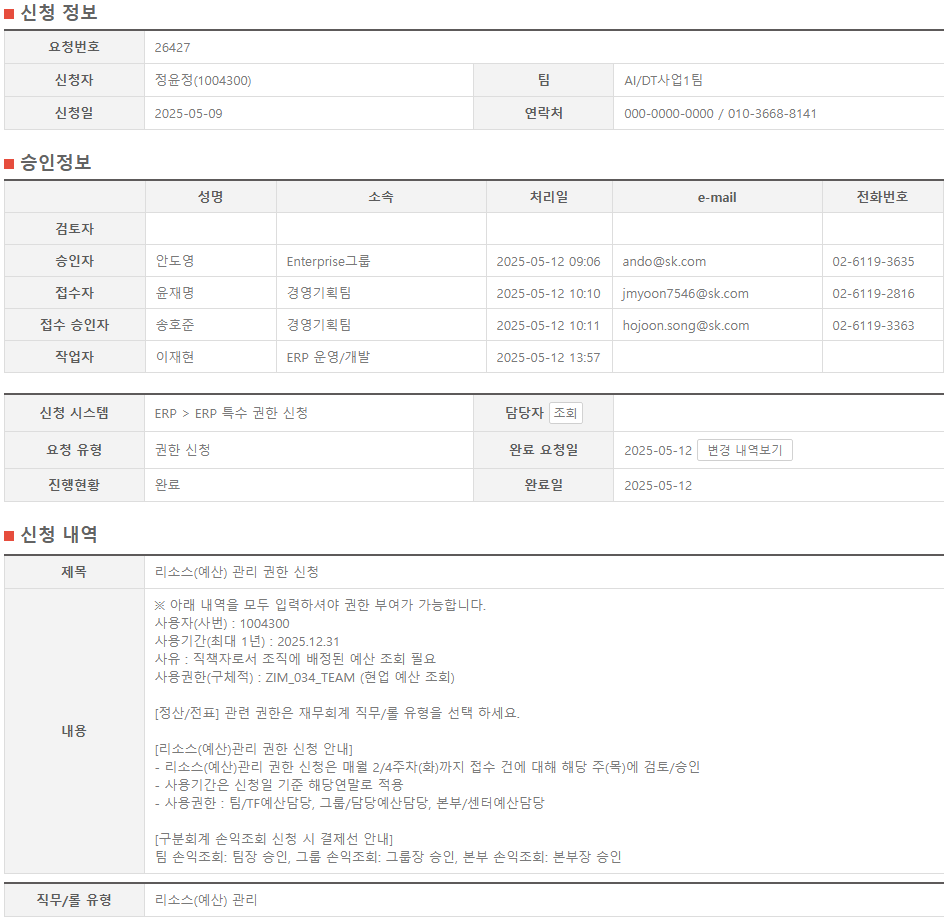 신청 정보
요청번호 26427
신청자 정윤정(1004300) 팀 AI/DT사업1팀
신청일 2025-05-09 연락처 000-0000-0000 / 010-3668-8141
승인정보
성명 소속 처리일 e-mail 전화번호
검토자
승인자 안도영 Enterprise그룹 2025-05-12 09:06 ando@sk.com 02-6119-3635
접수자 윤재명 경영기획팀 2025-05-12 10:10 jmyoon7546@sk.com 02-6119-2816
접수 승인자 송호준 경영기획팀 2025-05-12 10:11 hojoon.song@sk.com 02-6119-3363
작업자 이재현 ERP 운영/개발 2025-05-12 13:57
신청 시스템 ERP > ERP 특수 권한 신청 담당자 조회
요청 유형 권한 신청 완료 요청일 2025-05-12 변경 내역보기
진행현황 완료 완료일 2025-05-12
신청 내역
제목 리소스(예산) 관리 권한 신청
내용
※ 아래 내역을 모두 입력하셔야 권한 부여가 가능합니다.
사용자(사번) : 1004300
사용기간(최대 1년) : 2025.12.31
사유 : 직책자로서 조직에 배정된 예산 조회 필요
사용권한(구체적) : ZIM_034_TEAM (현업 예산 조회)
[정산/전표] 관련 권한은 재무회계 직무/롤 유형을 선택 하세요.
[리소스(예산)관리 권한 신청 안내]
- 리소스(예산)관리 권한 신청은 매월 2/4주차(화)까지 접수 건에 대해 해당 주(목)에 검토/승인
- 사용기간은 신청일 기준 해당연말로 적용
- 사용권한 : 팀/TF예산담당, 그룹/담당예산담당, 본부/센터예산담당
[구분회계 손익조회 신청 시 결제선 안내]
팀 손익조회: 팀장 승인, 그룹 손익조회: 그룹장 승인, 본부 손익조회: 본부장 승인
직무/롤 유형 리소스(예산) 관리